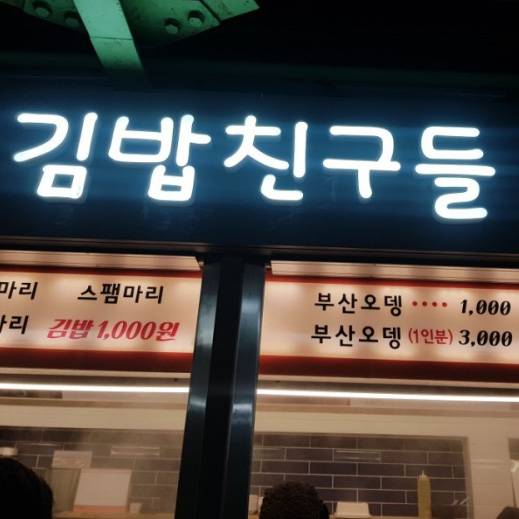 김밥친구들
마리 스팸마리
김밥 1,000원
부산오뎅 ···· 1,000
부산오뎅 (1인분) 3,000